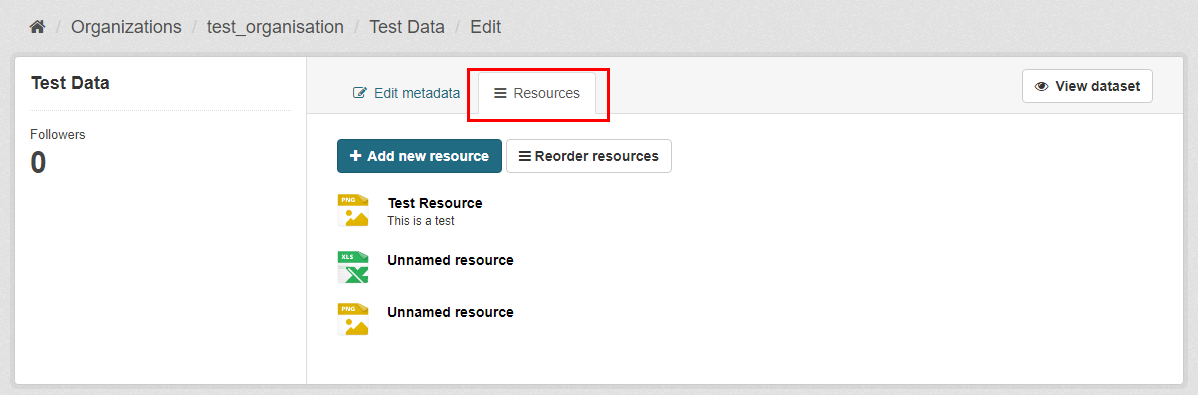 / Organizations / test_organisation / Test Data / Edit
Test Data
Followers
0
Edit metadata
Resources
View dataset
Add new resource
Reorder resources
PNG
Test Resource
This is a test
XLS
Unnamed resource
PNG
Unnamed resource